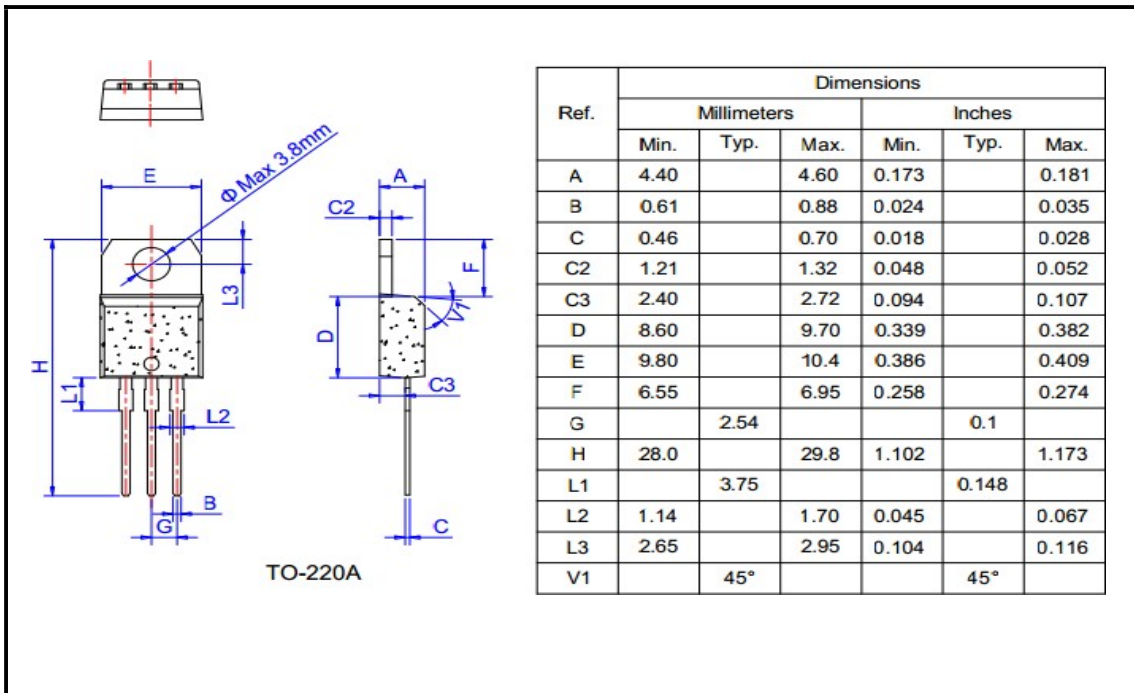 E
Φ Max 3.8mm
A
C2
L3
F
V1
D
H
L1
C3
L2
B
G
C
TO-220A
Dimensions
Ref. Millimeters Inches
Min. Typ. Max. Min. Typ. Max.
A 4.40 4.60 0.173 0.181
B 0.61 0.88 0.024 0.035
C 0.46 0.70 0.018 0.028
C2 1.21 1.32 0.048 0.052
C3 2.40 2.72 0.094 0.107
D 8.60 9.70 0.339 0.382
E 9.80 10.4 0.386 0.409
F 6.55 6.95 0.258 0.274
G 2.54 0.1
H 28.0 29.8 1.102 1.173
L1 3.75 0.148
L2 1.14 1.70 0.045 0.067
L3 2.65 2.95 0.104 0.116
V1 45° 45°